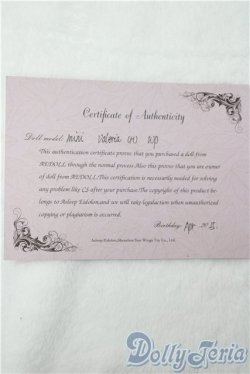 Certificate of Authenticity
Doll model: mini Valeria (H) WP
This authentication certificate proves that you purchased a doll from
AEDOLL through the normal process Also this proves that you are owner
of doll from AEDOLL. This certification is necessarily needed for solving
any problem like CS after your purchase. The copyright of this product be
longs to Asleep Eidolon, and we will take legalaction when unauthorized
copying or plagiarism is occurred.
Birthday: Apr 20
Asleep Eidolon, Shenzhen Star Wings Toy Co., Ltd.
DollyTeria